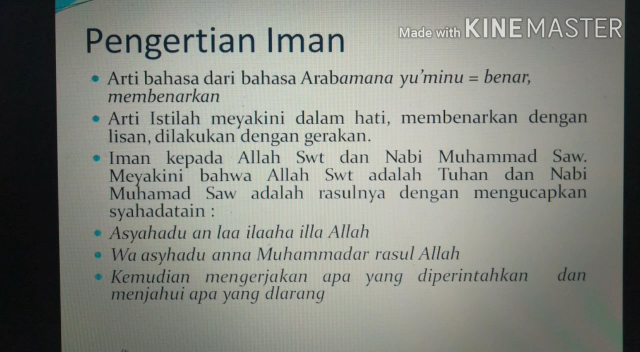 Made with KINEMASTER
Pengertian Iman
Arti bahasa dari bahasa Arabamana yu'minu = benar,
membenarkan
Arti Istilah meyakini dalam hati, membenarkan dengan
lisan, dilakukan dengan gerakan.
Iman kepada Allah Swt dan Nabi Muhammad Saw.
Meyakini bahwa Allah Swt adalah Tuhan dan Nabi
Muhamad Saw adalah rasulnya dengan mengucapkan
syahadatain :
Asyahadu an laa ilaaha illa Allah
Wa asyhadu anna Muhammadar rasul Allah
Kemudian mengerjakan apa yang diperintahkan dan
menjahui apa yang dlarang